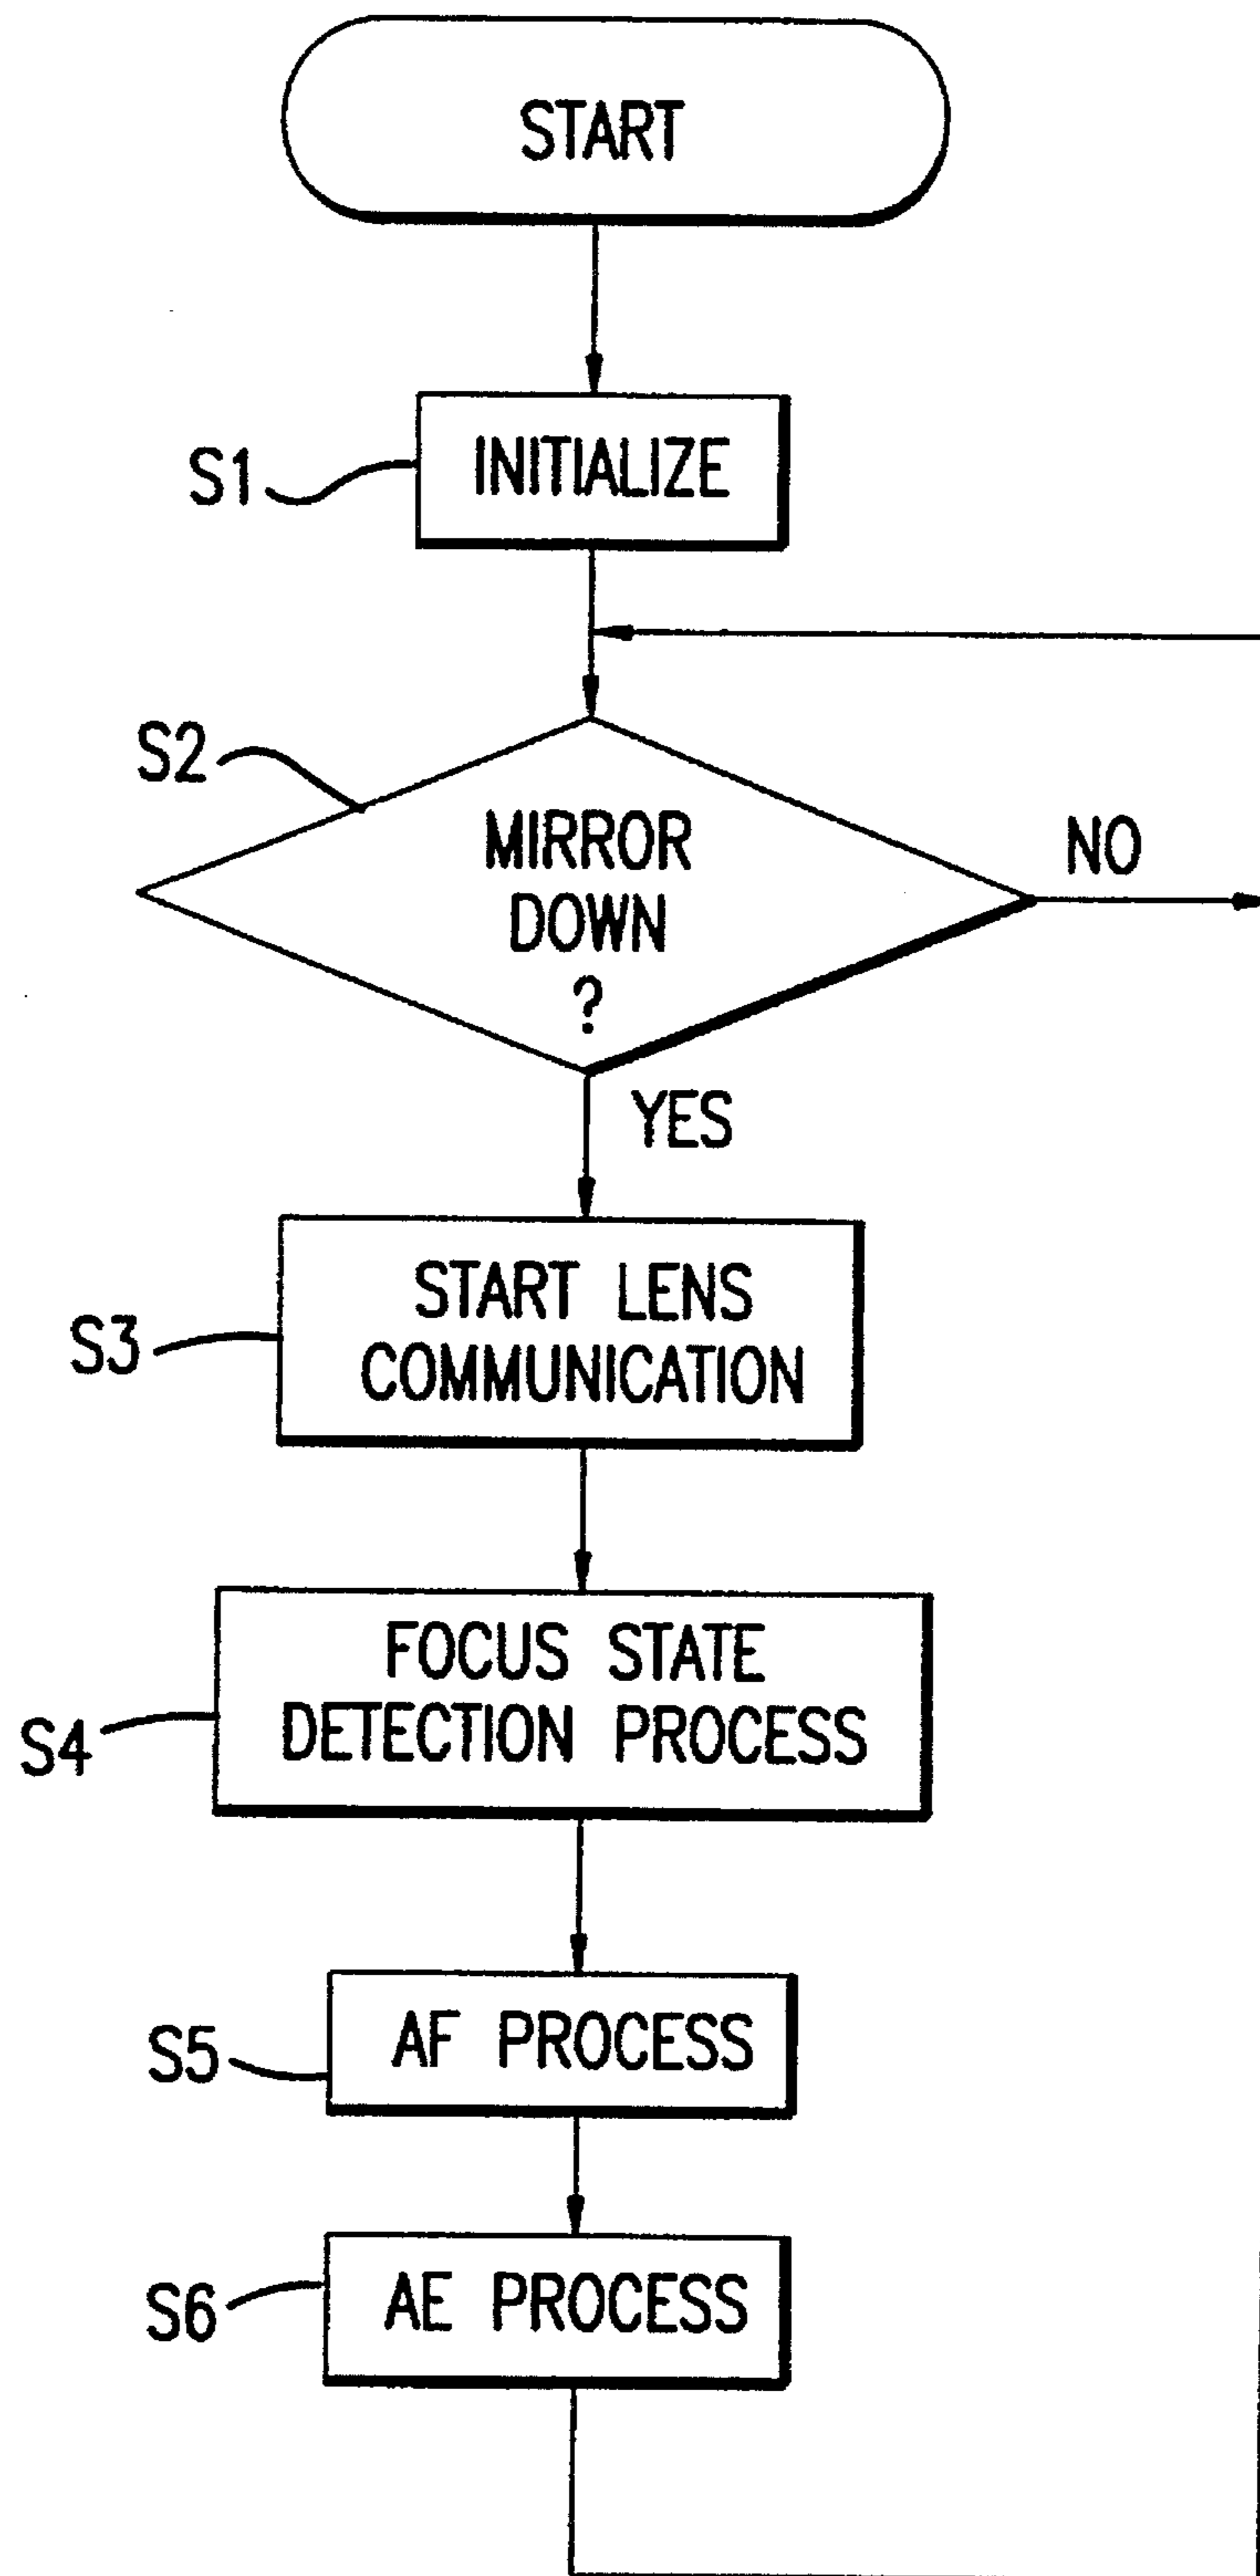 START
S1
INITIALIZE
S2
MIRROR
DOWN
?
NO
YES
S3
START LENS
COMMUNICATION
S4
FOCUS STATE
DETECTION PROCESS
S5
AF PROCESS
S6
AE PROCESS